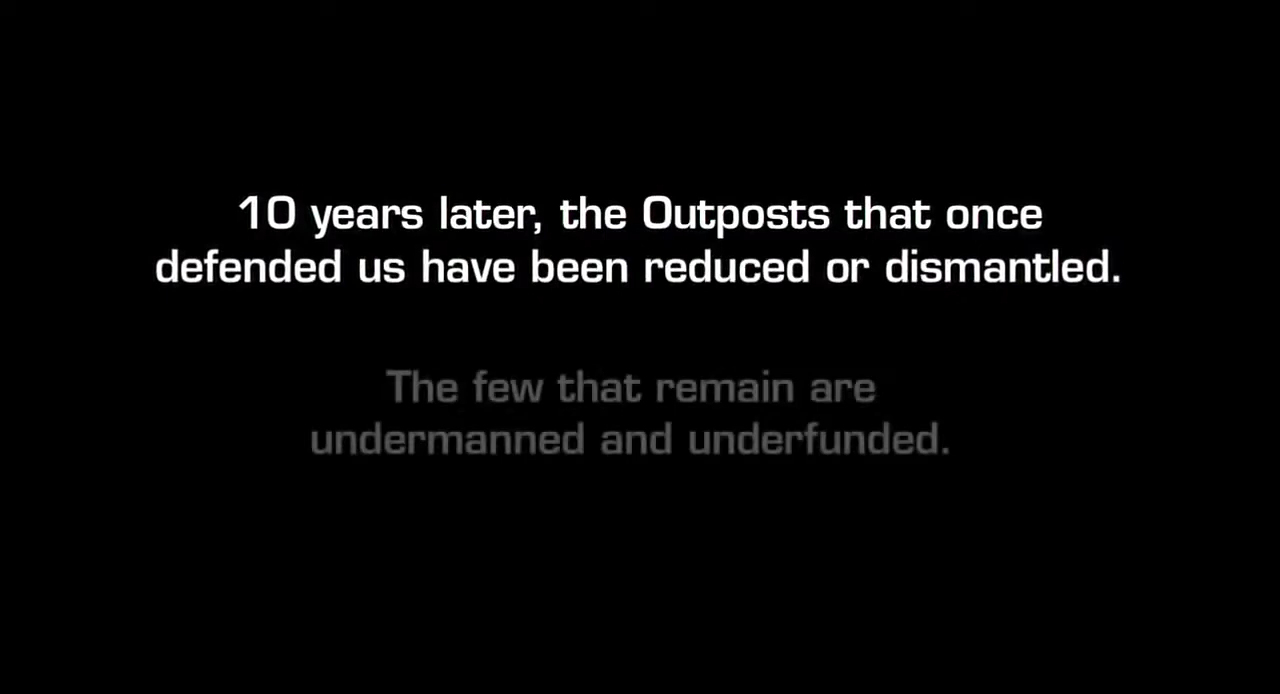 10 years later, the Outposts that once
defended us have been reduced or dismantled.
The few that remain are
undermanned and underfunded.